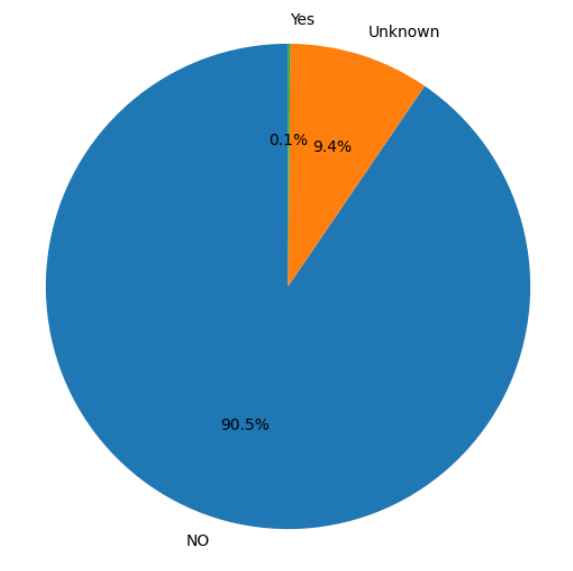 Yes
Unknown
0.1%
9.4%
90.5%
NO